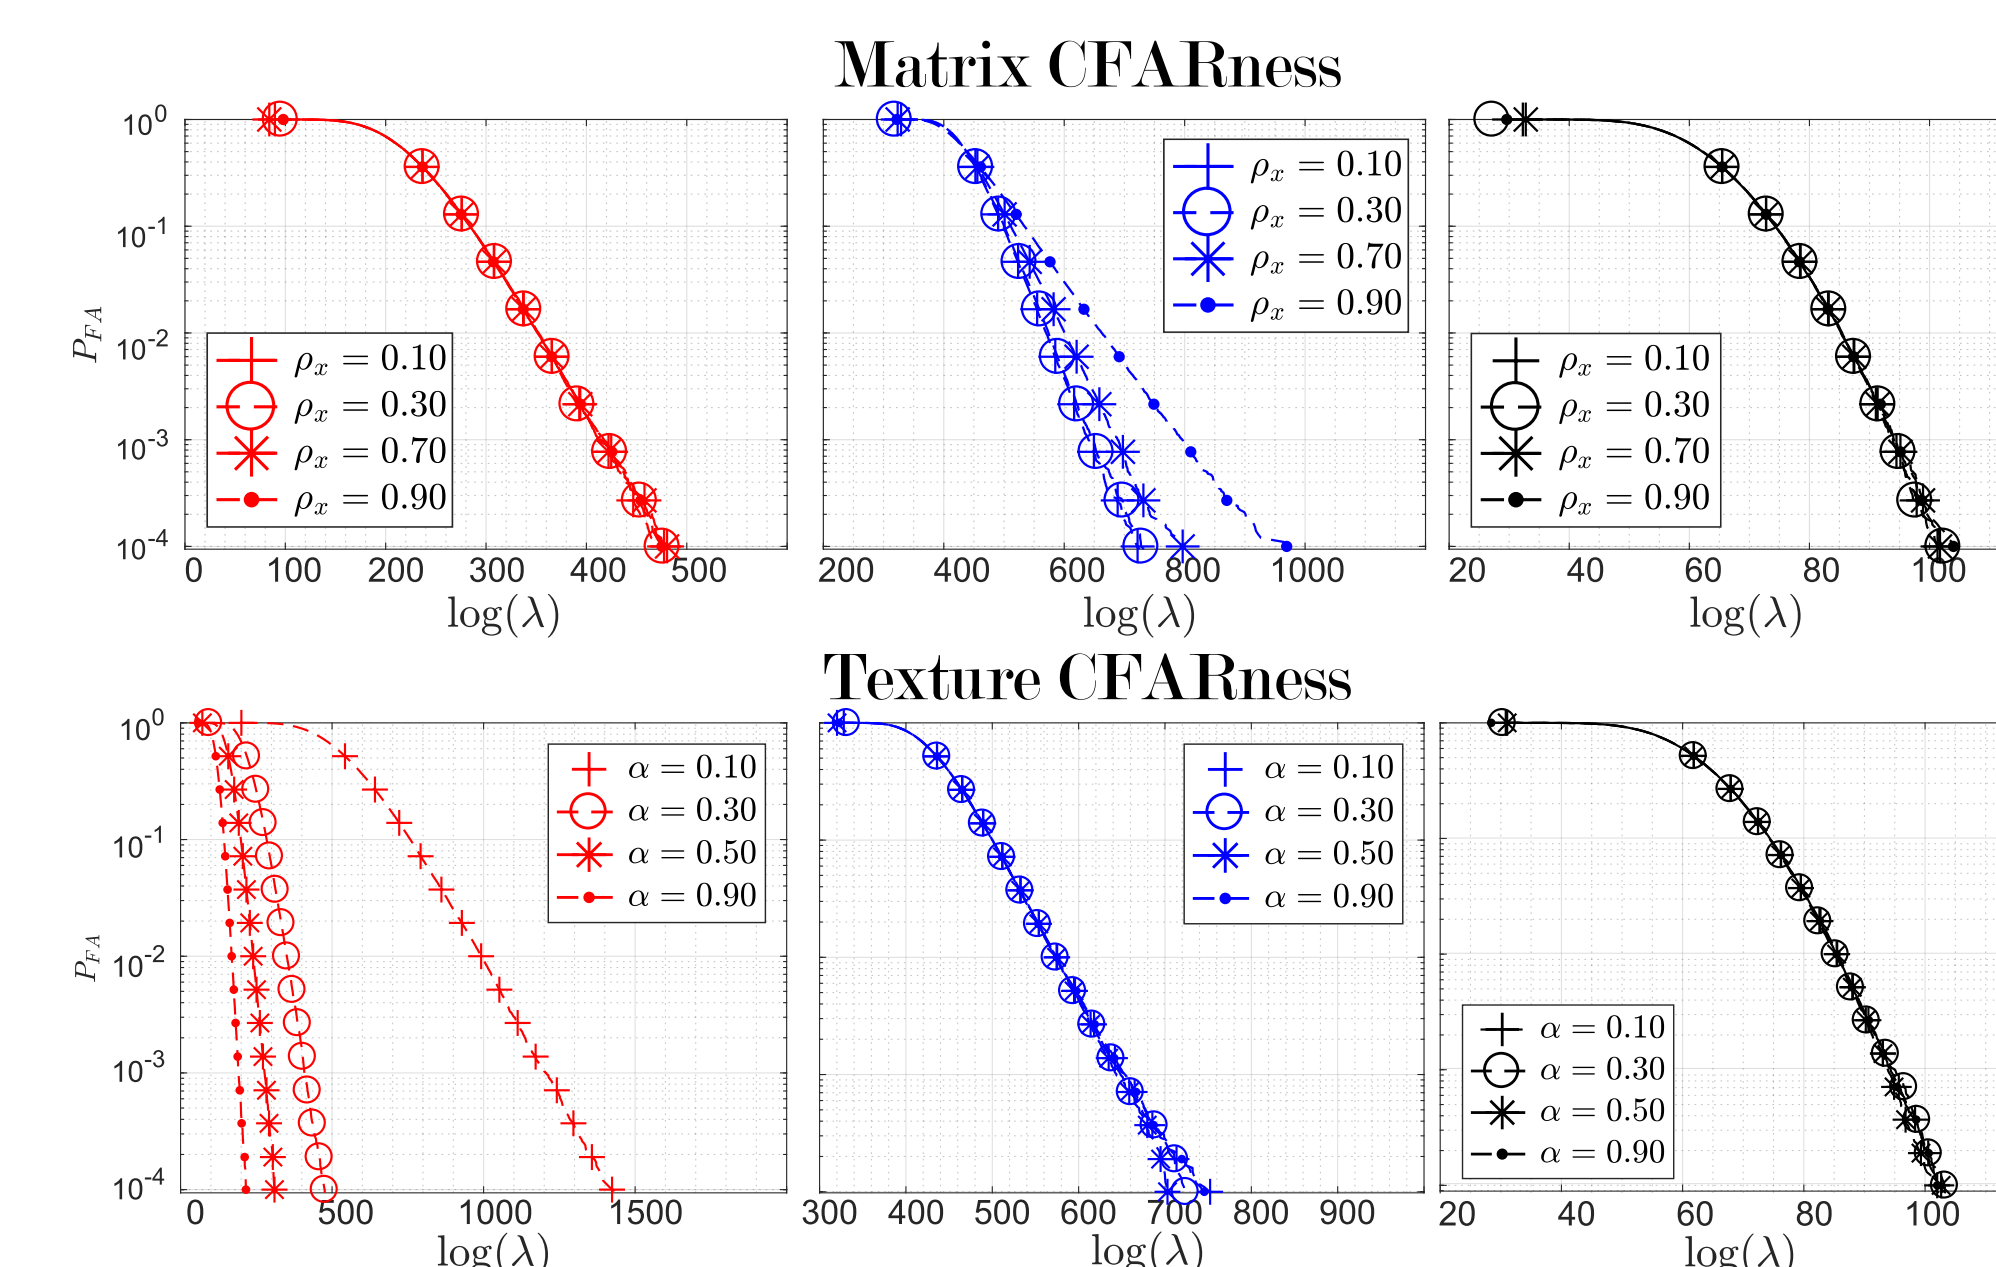 Matrix CFARness
10^0
10^-1
10^-2
10^-3
10^-4
P_FA
ρ_x = 0.10
ρ_x = 0.30
ρ_x = 0.70
ρ_x = 0.90
0 100 200 300 400 500
log(λ)
ρ_x = 0.10
ρ_x = 0.30
ρ_x = 0.70
ρ_x = 0.90
200 400 600 800 1000
log(λ)
ρ_x = 0.10
ρ_x = 0.30
ρ_x = 0.70
ρ_x = 0.90
20 40 60 80 100
log(λ)
Texture CFARness
10^0
10^-1
10^-2
10^-3
10^-4
P_FA
α = 0.10
α = 0.30
α = 0.50
α = 0.90
0 500 1000 1500
log(λ)
α = 0.10
α = 0.30
α = 0.50
α = 0.90
300 400 500 600 700 800 900
log(λ)
α = 0.10
α = 0.30
α = 0.50
α = 0.90
20 40 60 80 100
log(λ)